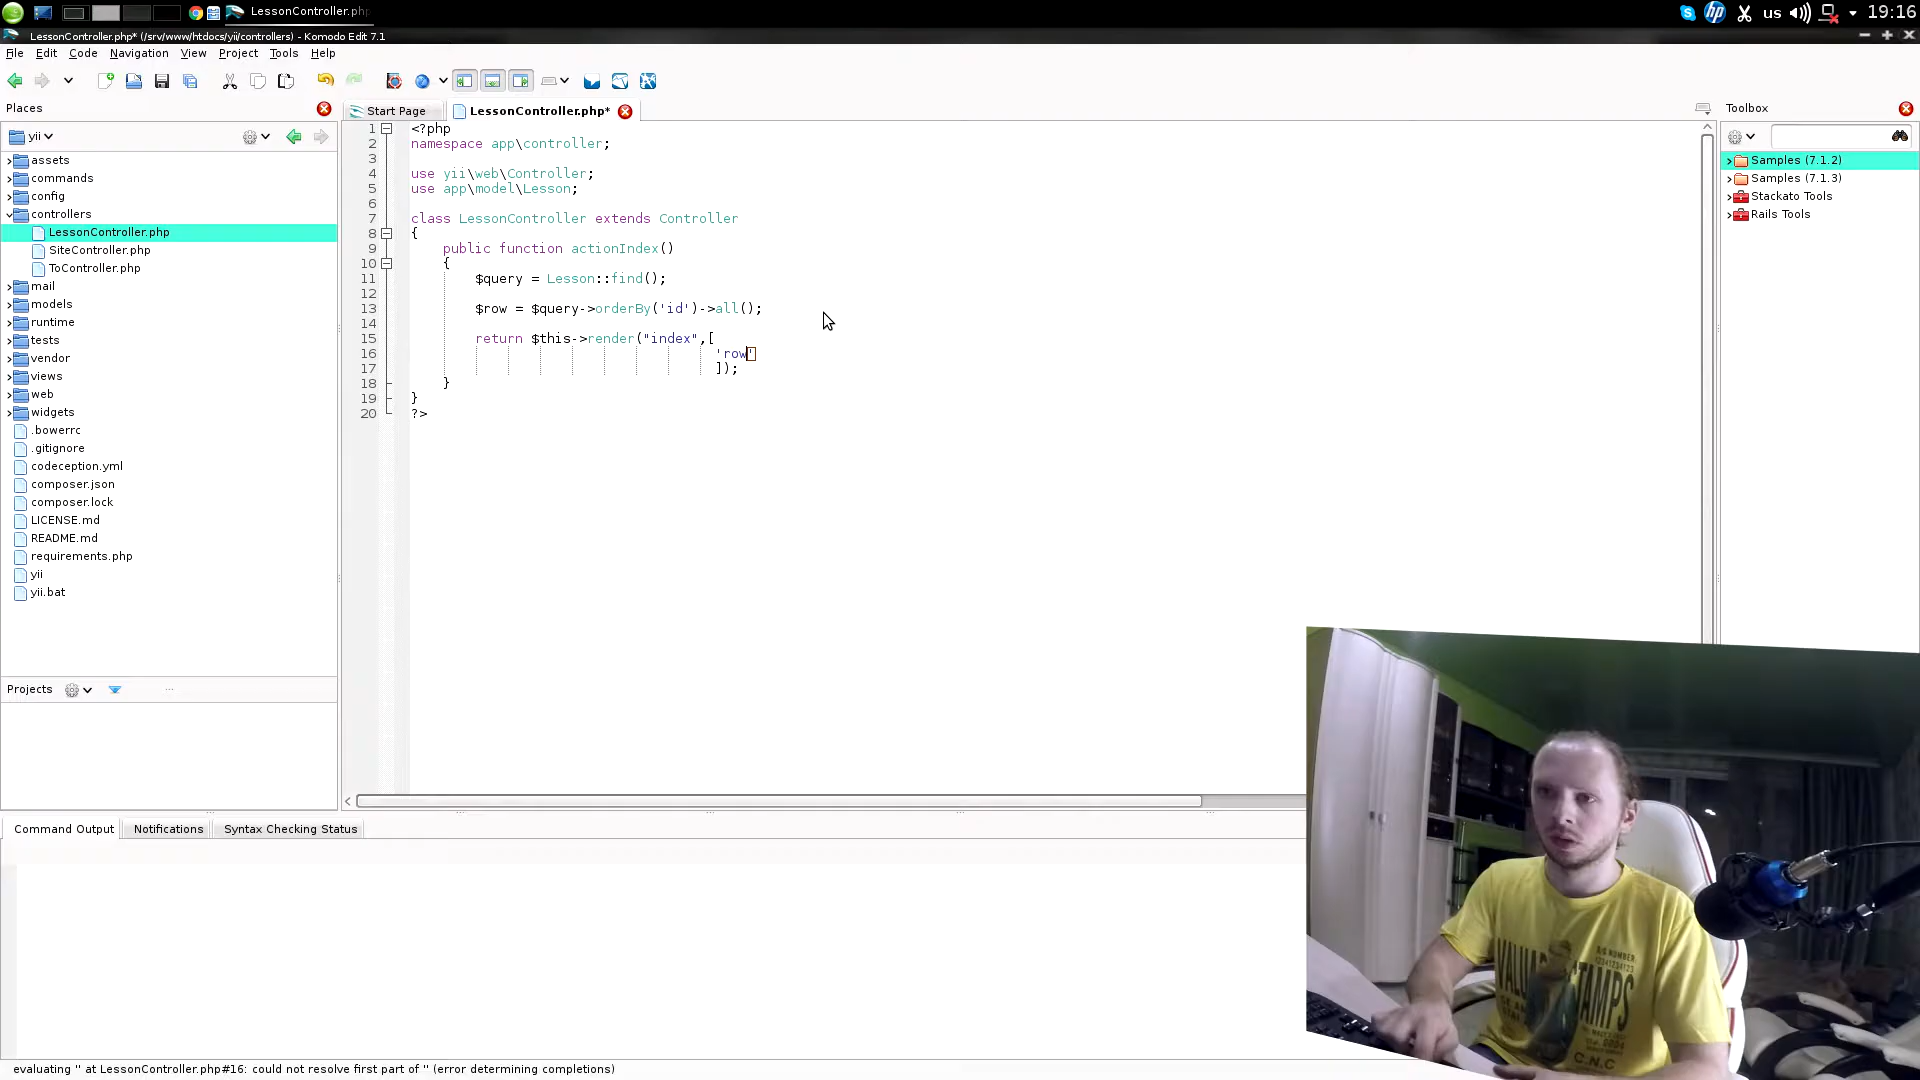 LessonController.php
us
19:16
LessonController.php* (/srv/www/htdocs/yii/controllers) - Komodo Edit 7.1
File Edit Code Navigation View Project Tools Help
Places
yii
assets
commands
config
controllers
LessonController.php
SiteController.php
ToController.php
mail
models
runtime
tests
vendor
views
web
widgets
.bowerrc
.gitignore
codeception.yml
composer.json
composer.lock
LICENSE.md
README.md
requirements.php
yii
yii.bat
Projects
Start Page
LessonController.php*
1 <?php
2 namespace app\controller;
3
4 use yii\web\Controller;
5 use app\model\Lesson;
6
7 class LessonController extends Controller
8 {
9 public function actionIndex()
10 {
11 $query = Lesson::find();
12
13 $row = $query->orderBy('id')->all();
14
15 return $this->render("index",[
16 'row'
17 ]);
18 }
19 }
20 ?>
Toolbox
Samples (7.1.2)
Samples (7.1.3)
Stackato Tools
Rails Tools
Command Output
Notifications
Syntax Checking Status
evaluating '' at LessonController.php#16: could not resolve first part of '' (error determining completions)
C.N.C